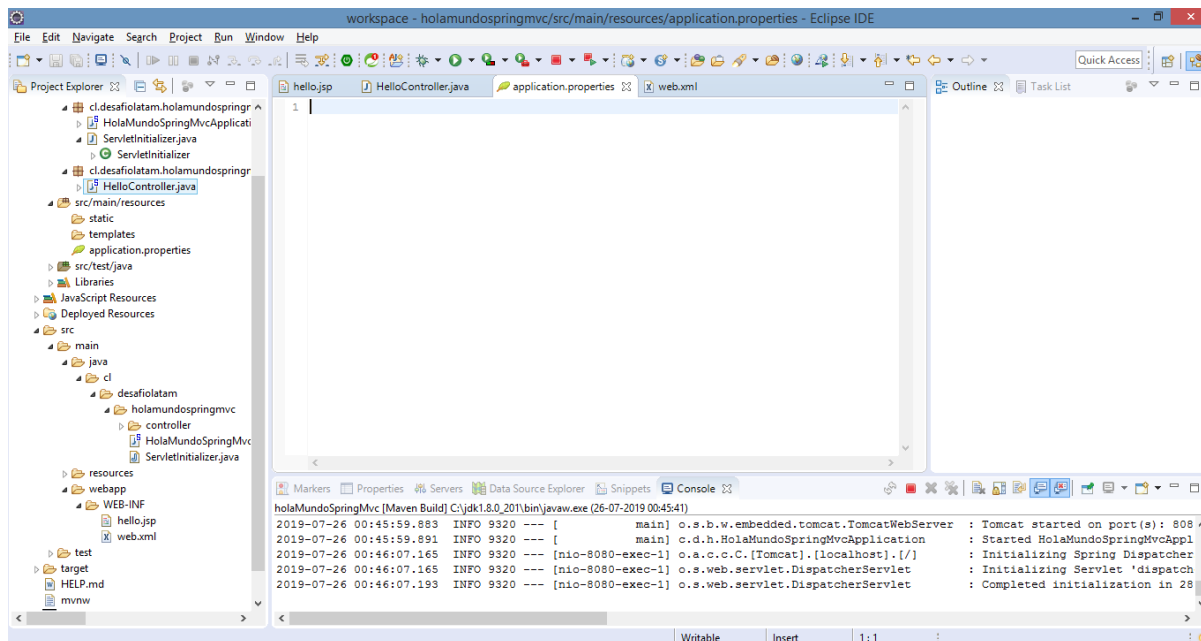 workspace - holamundospringmvc/src/main/resources/application.properties - Eclipse IDE
File Edit Navigate Search Project Run Window Help
Quick Access
Project Explorer
hello.jsp HelloController.java application.properties web.xml
Outline Task List
cl.desafiolatam.holamundospringr
HolaMundoSpringMvcApplicati
ServletInitializer.java
ServletInitializer
cl.desafiolatam.holamundospringr
HelloController.java
src/main/resources
static
templates
application.properties
src/test/java
Libraries
JavaScript Resources
Deployed Resources
src
main
java
cl
desafiolatam
holamundospringmvc
controller
HolaMundoSpringMvc
ServletInitializer.java
resources
webapp
WEB-INF
hello.jsp
web.xml
test
target
HELP.md
mvnw
1
Markers Properties Servers Data Source Explorer Snippets Console
holaMundoSpringMvc [Maven Build] C:\jdk1.8.0_201\bin\javaw.exe (26-07-2019 00:45:41)
2019-07-26 00:45:59.883 INFO 9320 --- [ main] o.s.b.w.embedded.tomcat.TomcatWebServer : Tomcat started on port(s): 808
2019-07-26 00:45:59.891 INFO 9320 --- [ main] c.d.h.HolaMundoSpringMvcApplication : Started HolaMundoSpringMvcAppl
2019-07-26 00:46:07.165 INFO 9320 --- [nio-8080-exec-1] o.a.c.c.C.[Tomcat].[localhost].[/] : Initializing Spring Dispatcher
2019-07-26 00:46:07.165 INFO 9320 --- [nio-8080-exec-1] o.s.web.servlet.DispatcherServlet : Initializing Servlet 'dispatch
2019-07-26 00:46:07.193 INFO 9320 --- [nio-8080-exec-1] o.s.web.servlet.DispatcherServlet : Completed initialization in 28
Writable Insert 1 : 1